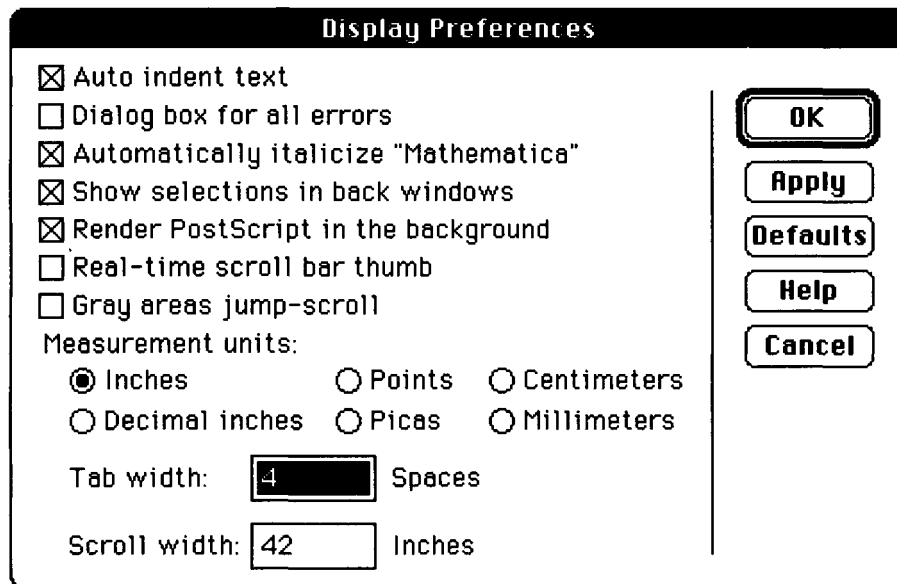 Display Preferences
Auto indent text
Dialog box for all errors
Automatically italicize "Mathematica"
Show selections in back windows
Render PostScript in the background
Real-time scroll bar thumb
Gray areas jump-scroll
Measurement units:
Inches Points Centimeters
Decimal inches Picas Millimeters
Tab width: 4 Spaces
Scroll width: 42 Inches
OK
Apply
Defaults
Help
Cancel